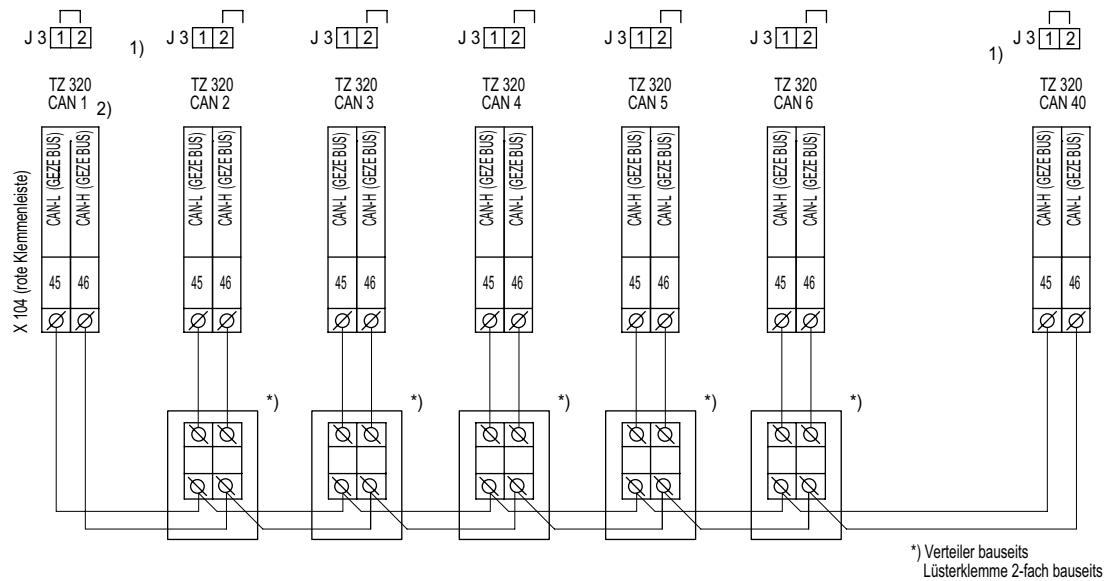 J 3 1 2
1)
J 3 1 2
J 3 1 2
J 3 1 2
J 3 1 2
J 3 1 2
1)
J 3 1 2
TZ 320
CAN 1
2)
TZ 320
CAN 2
TZ 320
CAN 3
TZ 320
CAN 4
TZ 320
CAN 5
TZ 320
CAN 6
TZ 320
CAN 40
X 104 (rote Klemmenleiste)
CAN-L (GEZE BUS)
CAN-H (GEZE BUS)
CAN-L (GEZE BUS)
CAN-H (GEZE BUS)
CAN-L (GEZE BUS)
CAN-H (GEZE BUS)
CAN-H (GEZE BUS)
CAN-L (GEZE BUS)
CAN-L (GEZE BUS)
CAN-H (GEZE BUS)
CAN-H (GEZE BUS)
CAN-L (GEZE BUS)
CAN-H (GEZE BUS)
CAN-L (GEZE BUS)
45 46
45 46
45 46
45 46
45 46
45 46
45 46
*)
*)
*)
*)
*)
*) Verteiler bauseits
Lüsterklemme 2-fach bauseits